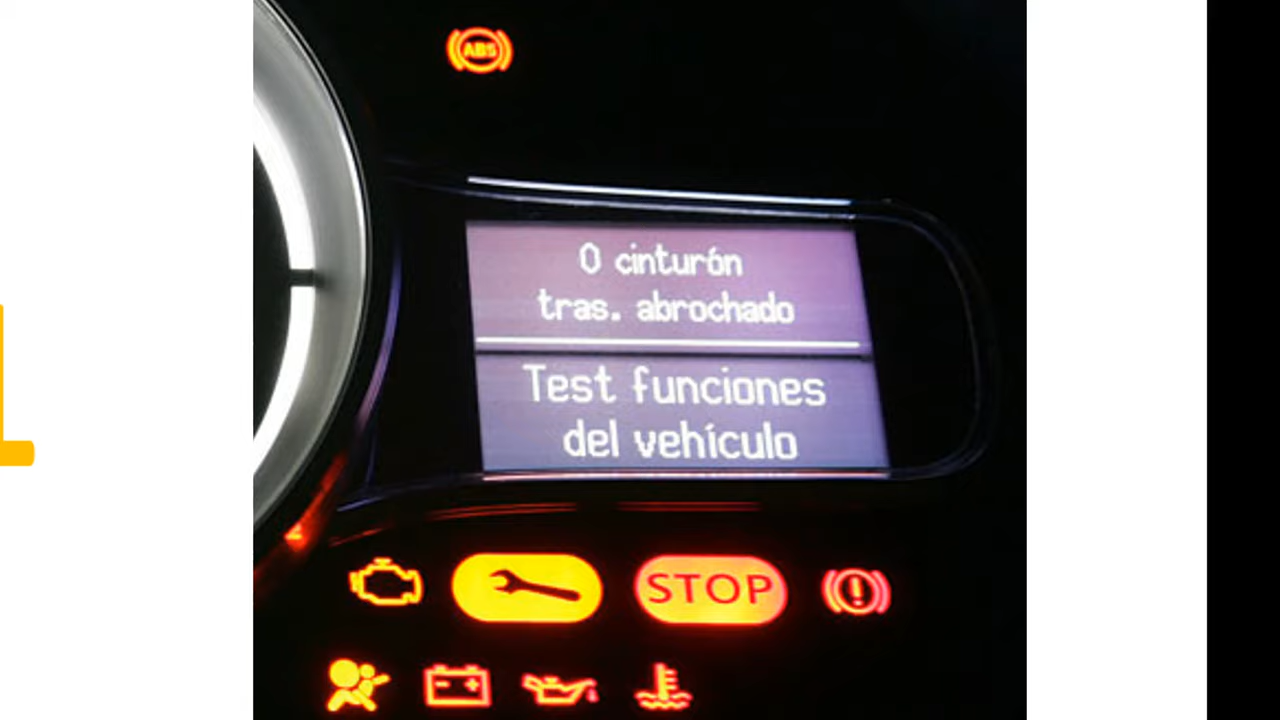 ABS
0 cinturón
tras. abrochado
Test funciones
del vehículo
STOP